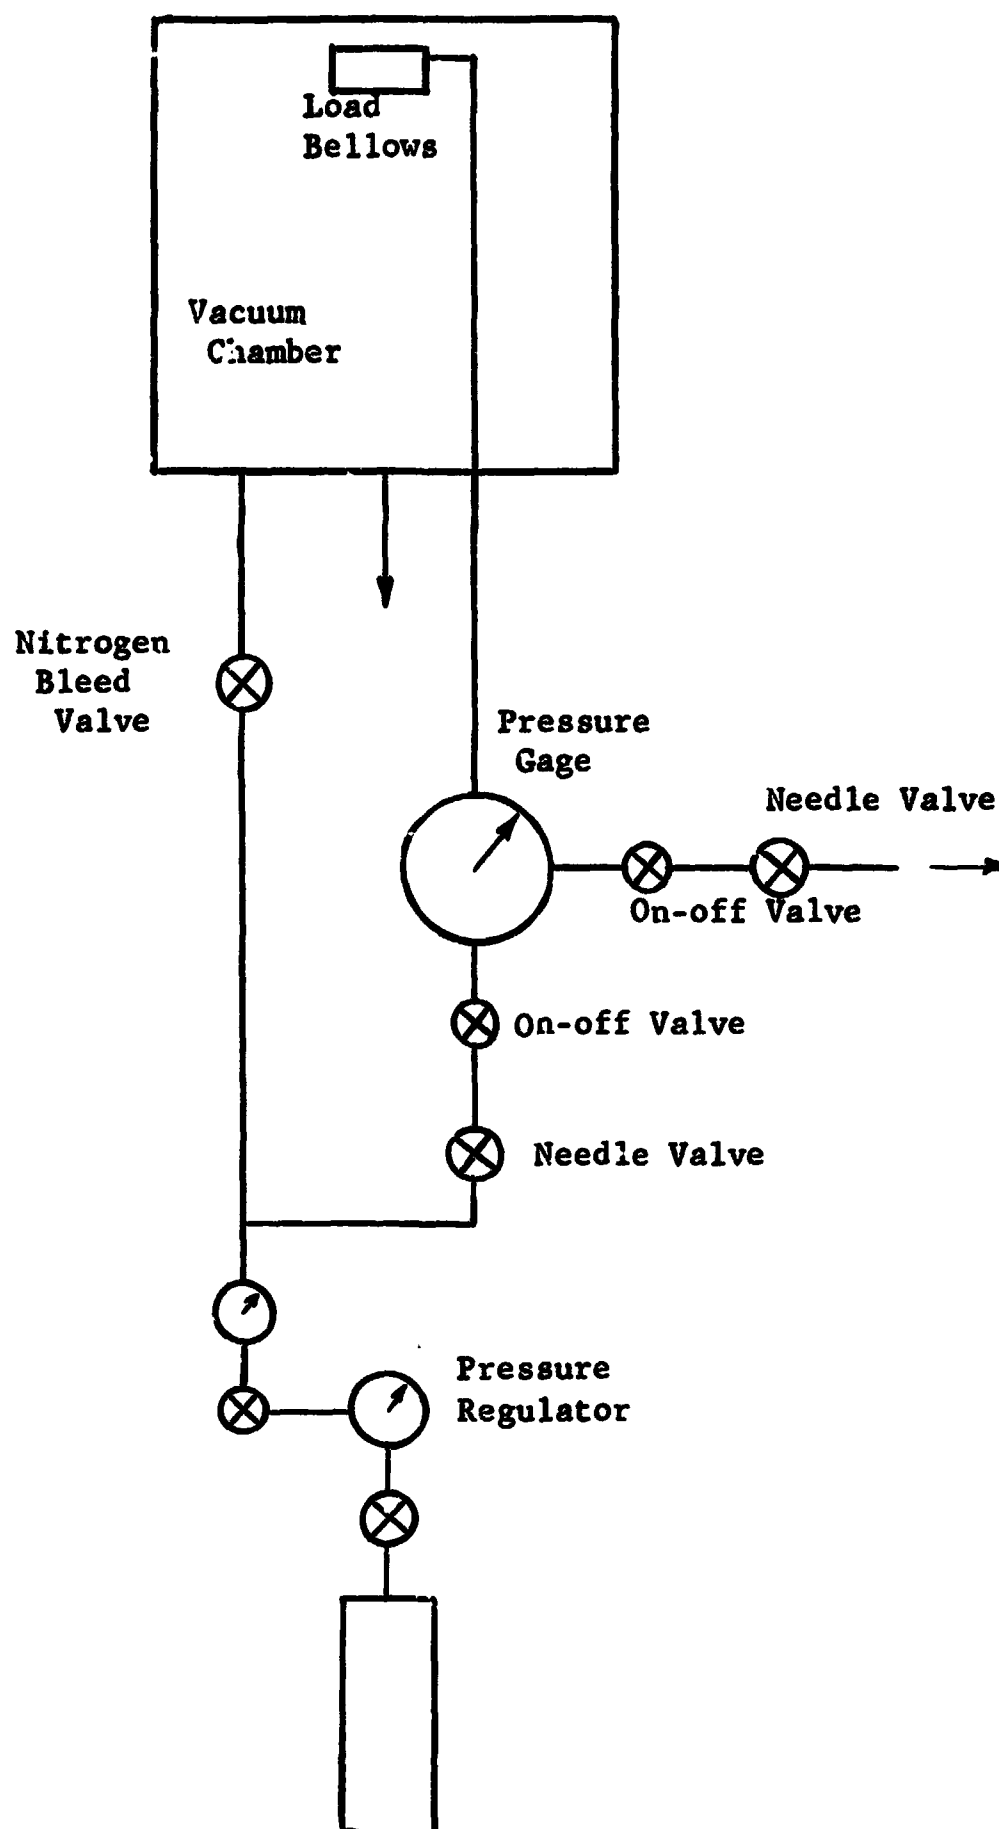 Load
Bellows
Vacuum
Chamber
Nitrogen
Bleed
Valve
Pressure
Gage
Needle Valve
On-off Valve
On-off Valve
Needle Valve
Pressure
Regulator